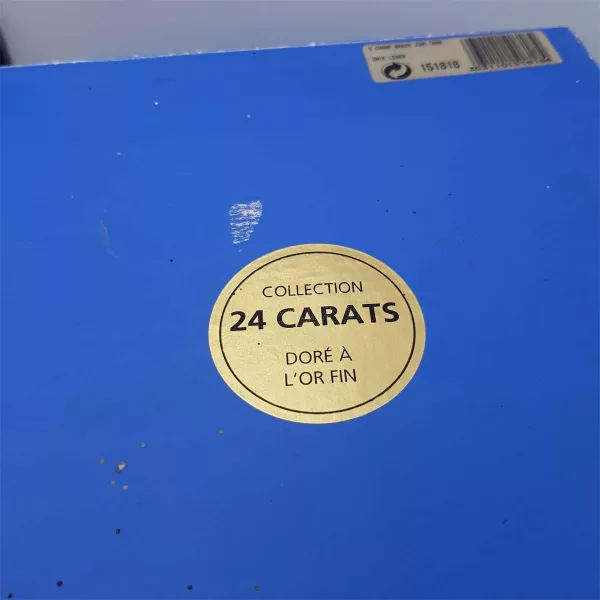 151818
COLLECTION
24 CARATS
DORÉ À
L'OR FIN